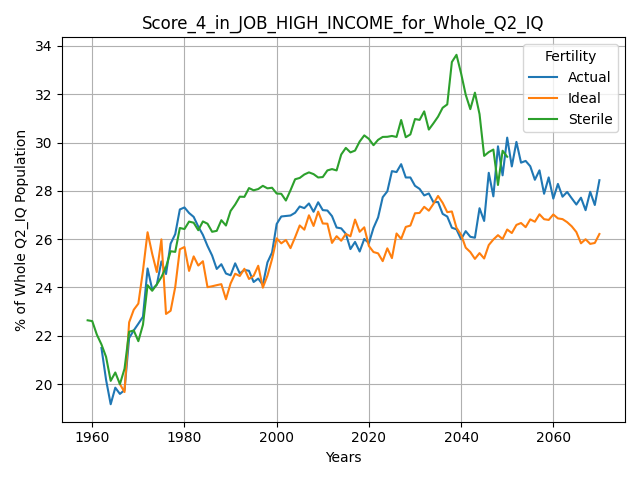 Score_4_in_JOB_HIGH_INCOME_for_Whole_Q2_IQ
% of Whole Q2_IQ Population
34
32
30
28
26
24
22
20
Fertility
Actual
Ideal
Sterile
1960
1980
2000
2020
2040
2060
Years